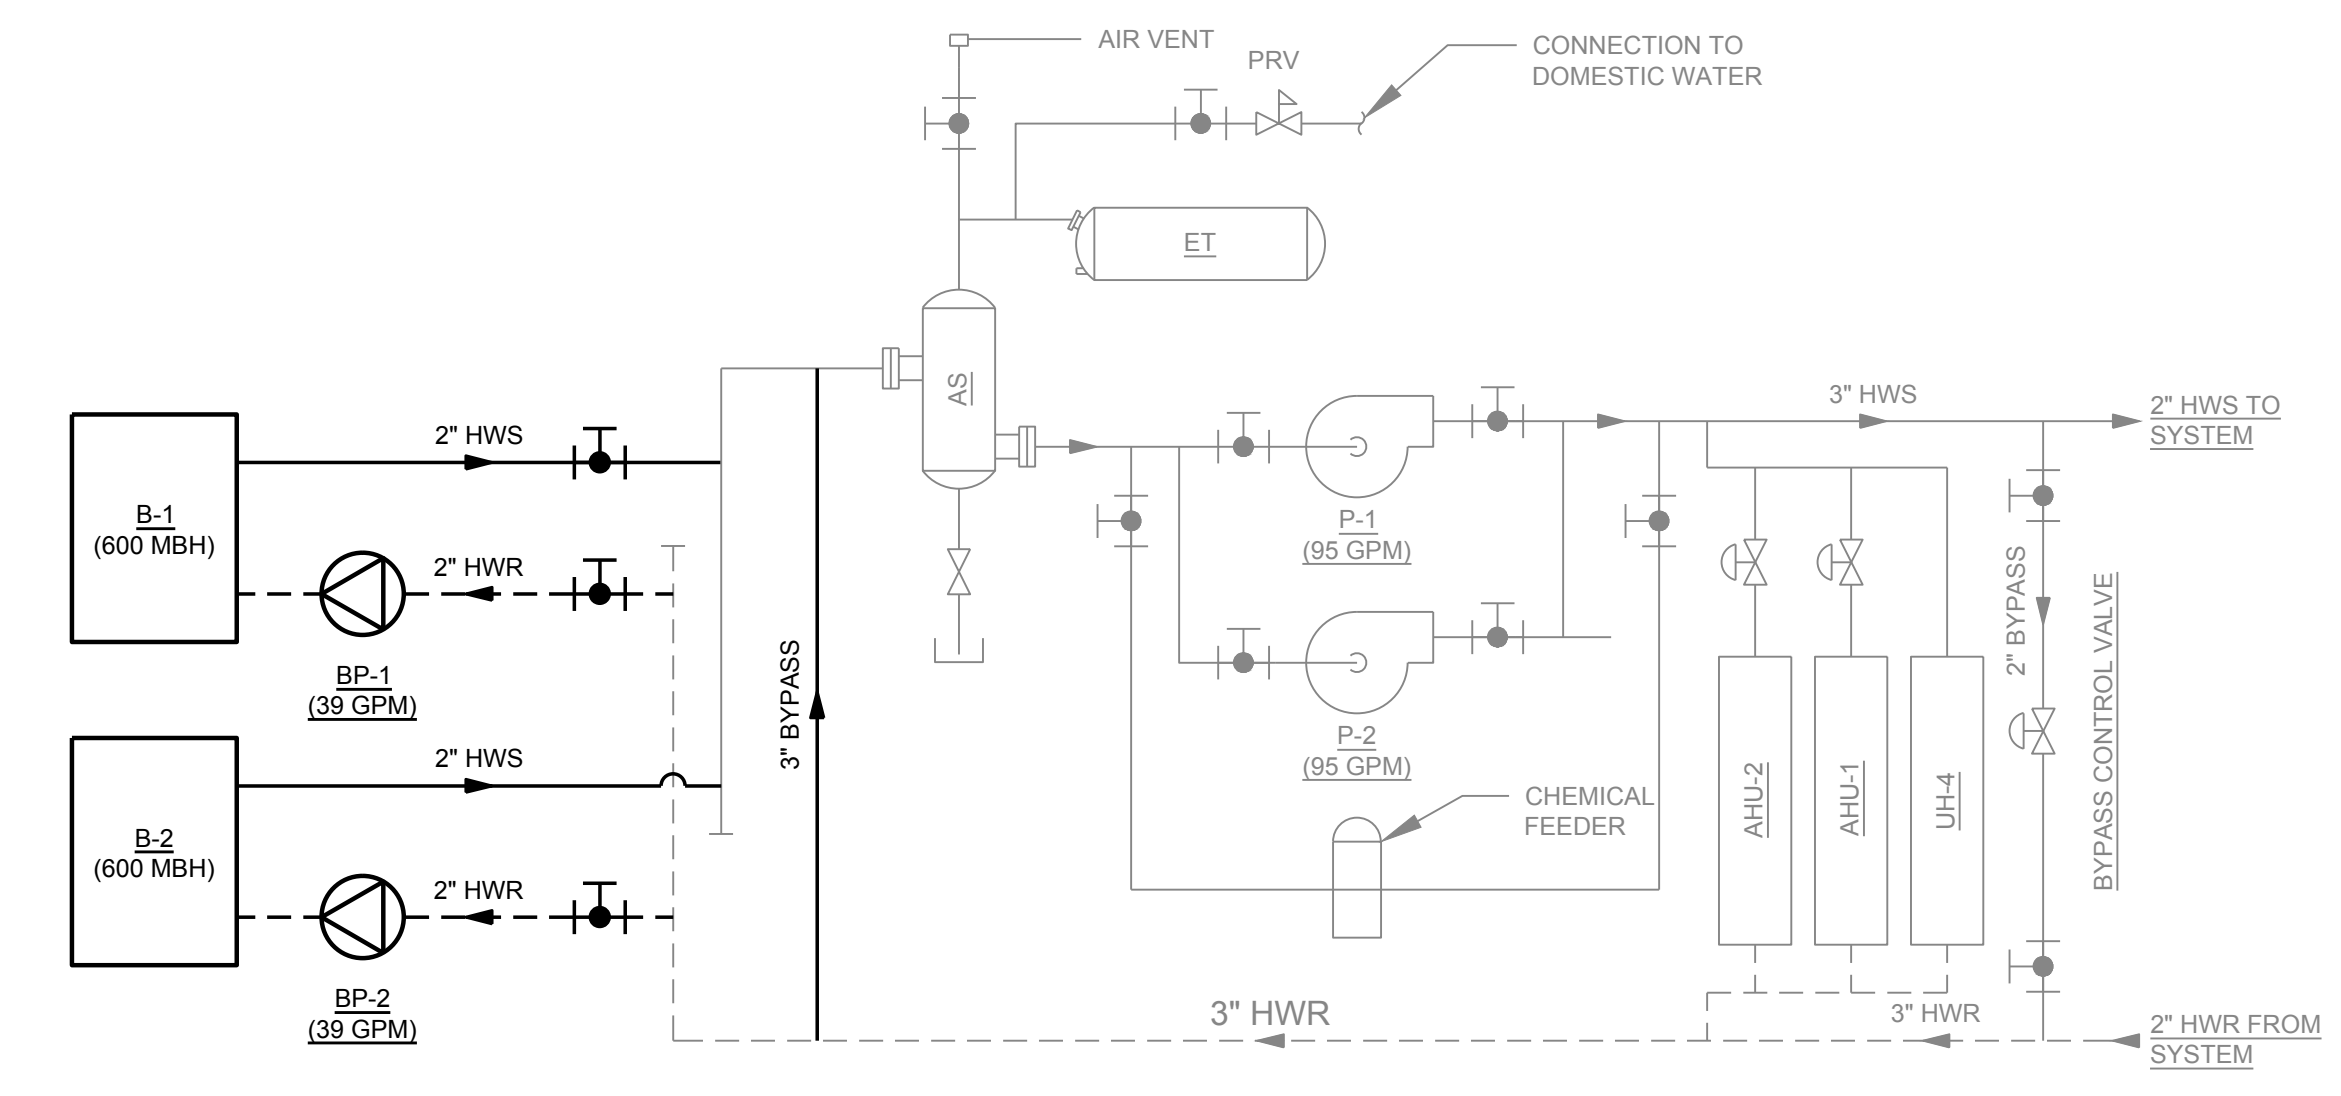 AIR VENT
PRV
CONNECTION TO
DOMESTIC WATER
ET
AS
3" HWS
2" HWS TO
SYSTEM
2" HWS
B-1
(600 MBH)
2" HWR
BP-1
(39 GPM)
3" BYPASS
P-1
(95 GPM)
P-2
(95 GPM)
2" BYPASS
BYPASS CONTROL VALVE
2" HWS
B-2
(600 MBH)
2" HWR
BP-2
(39 GPM)
CHEMICAL
FEEDER
AHU-2
AHU-1
UH-4
3" HWR
3" HWR
2" HWR FROM
SYSTEM